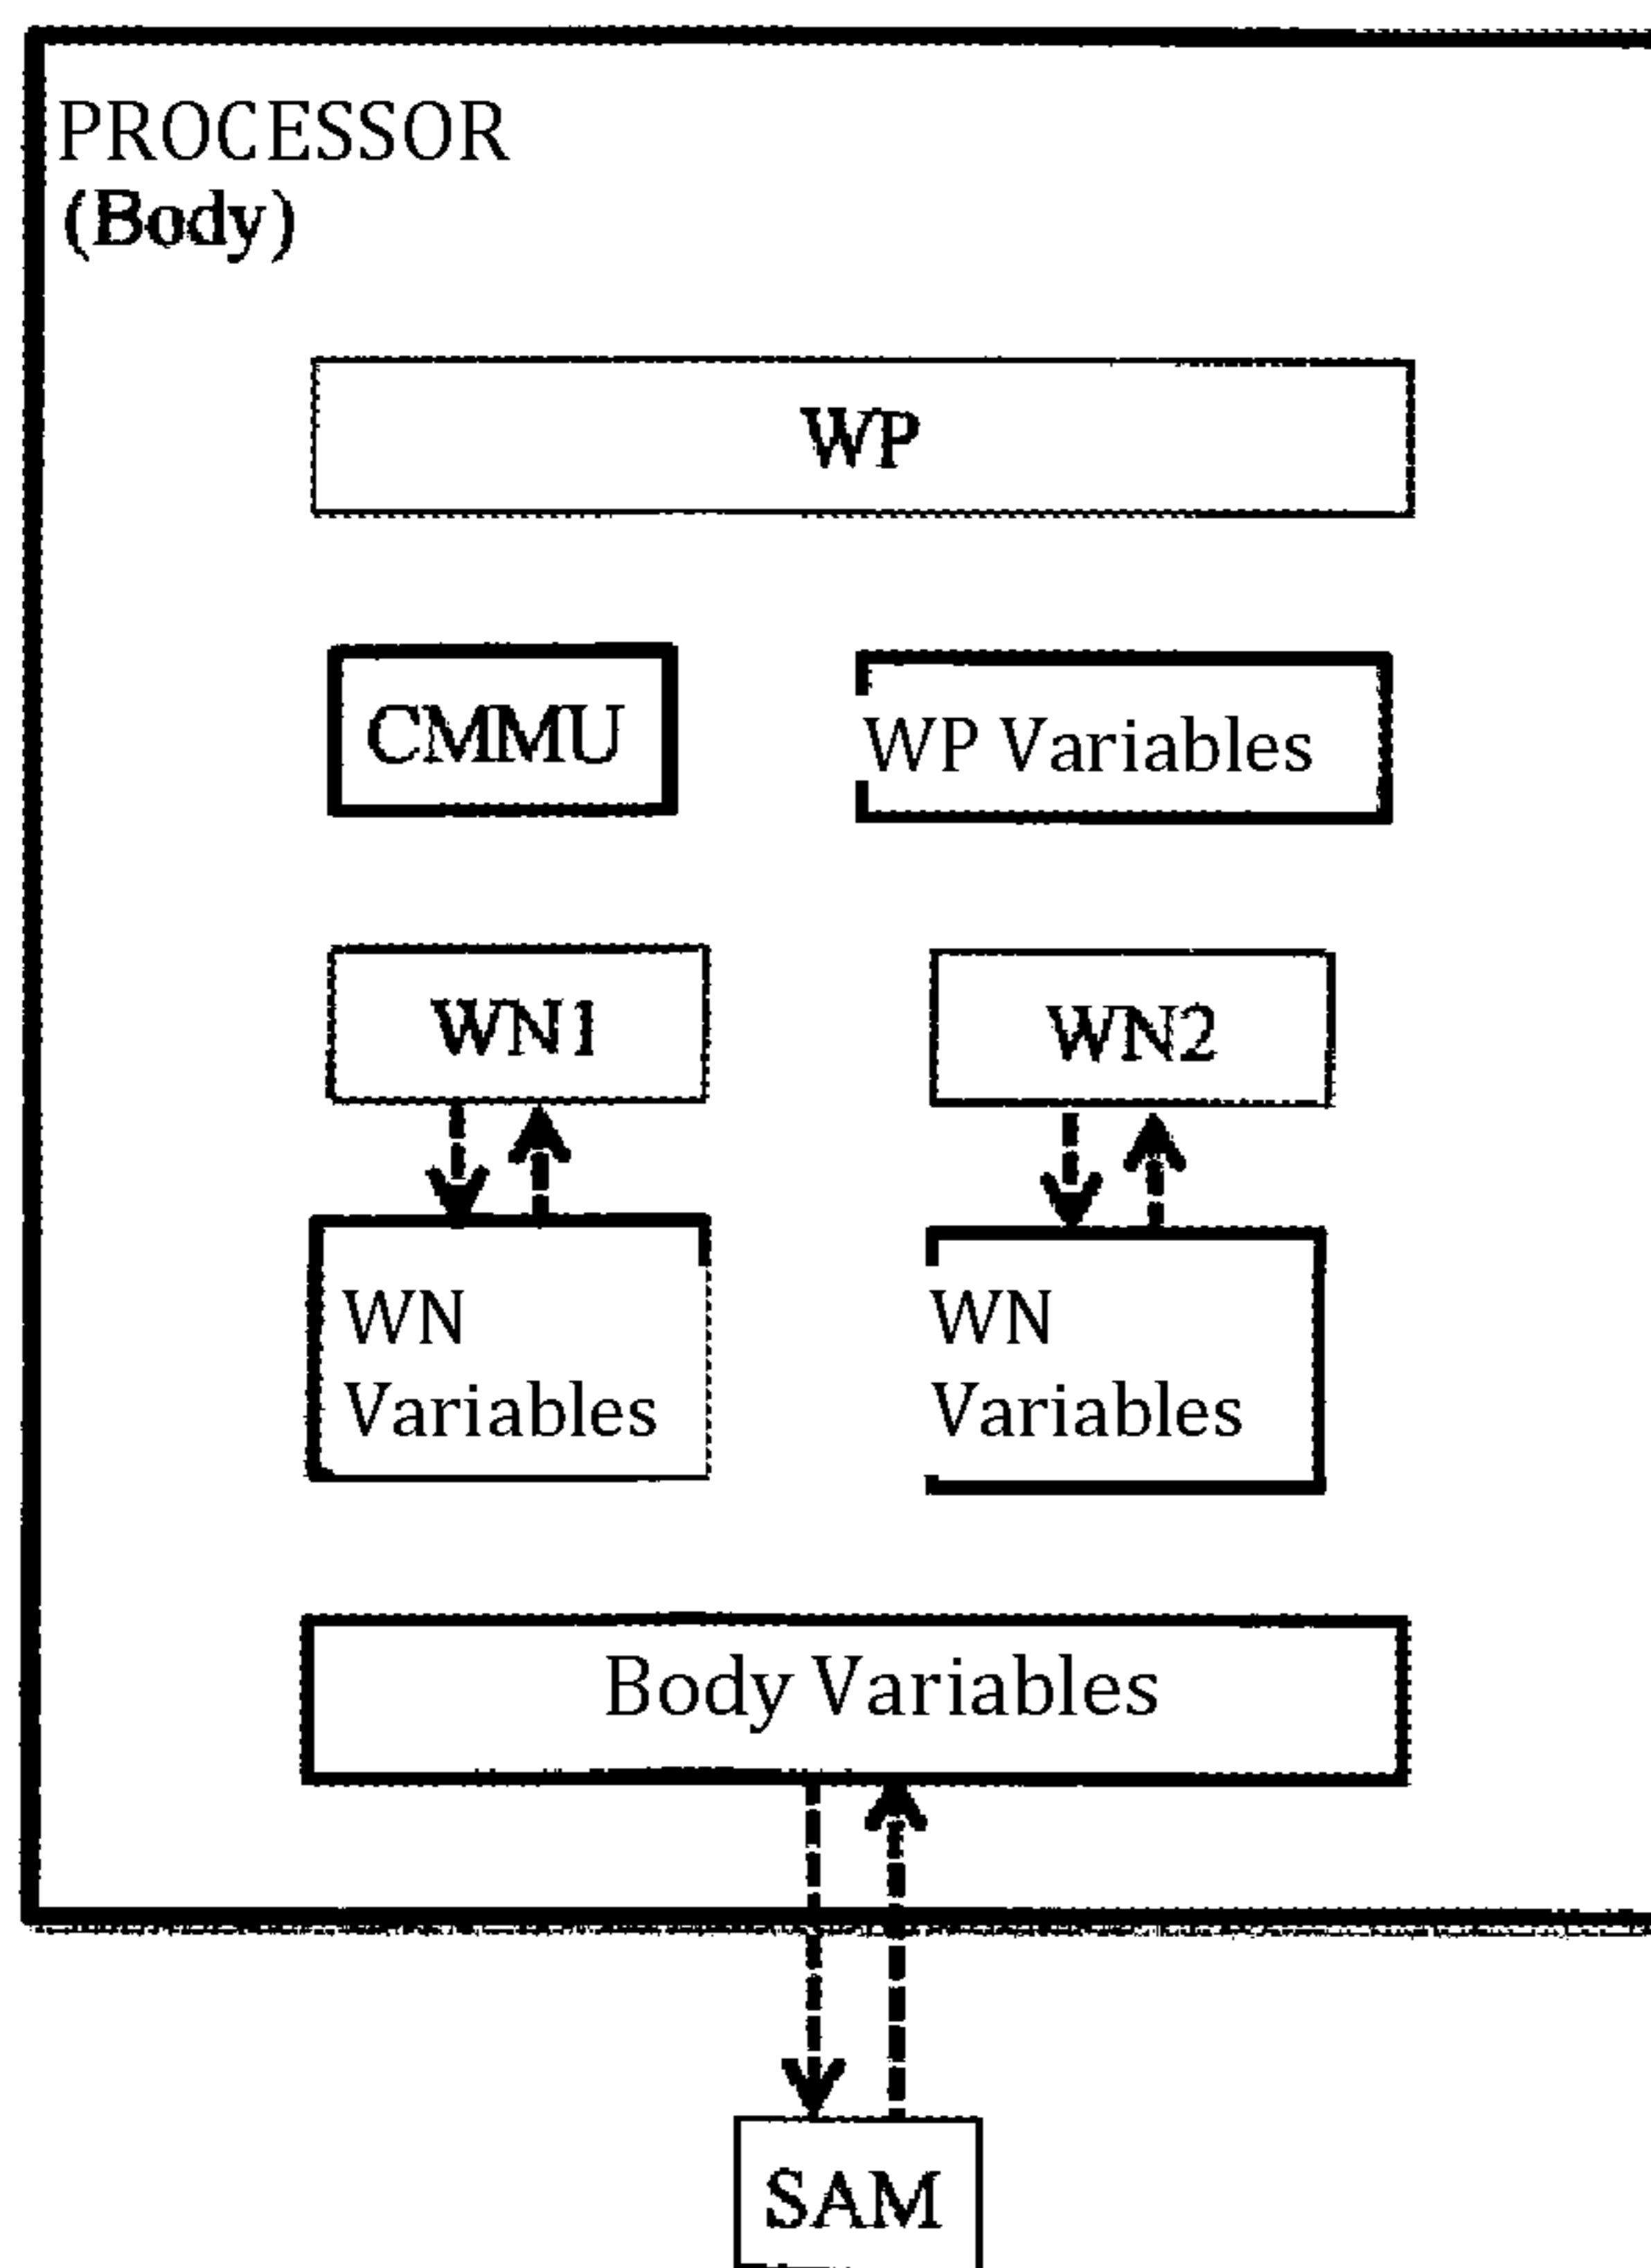 PROCESSOR
(Body)
WP
CMMU
WP Variables
WN1
WN2
WN
Variables
WN
Variables
Body Variables
SAM